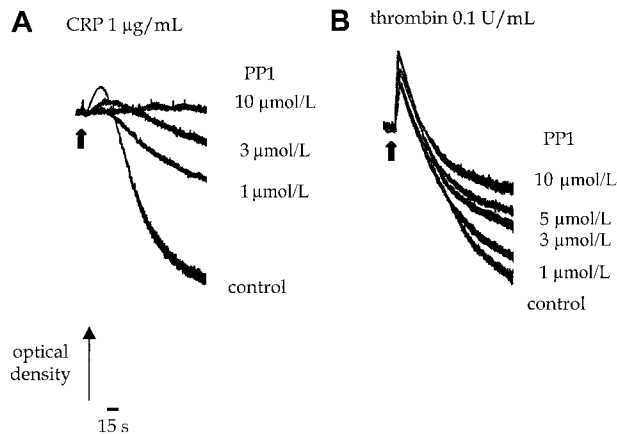 A
CRP 1 µg/mL
PP1
10 µmol/L
3 µmol/L
1 µmol/L
control
optical
density
15 s
B
thrombin 0.1 U/mL
PP1
10 µmol/L
5 µmol/L
3 µmol/L
1 µmol/L
control